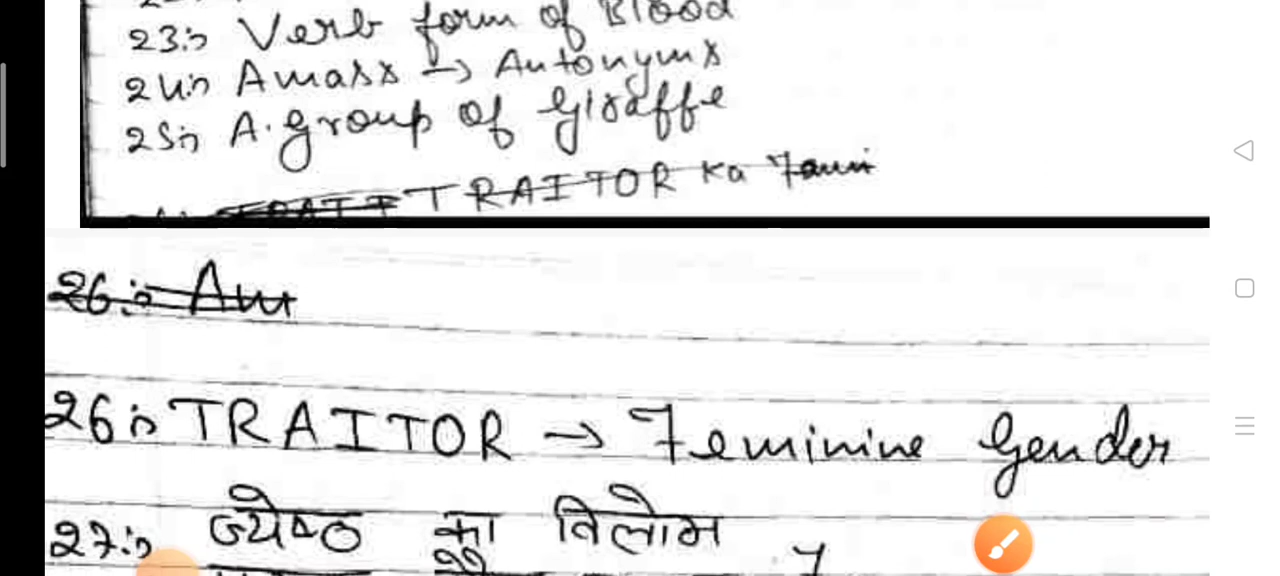 23:> Verb form of Blood
24:> Amass → Antonyms
25:> A group of Giraffe
TRAITOR Ka
26:> An
26:> TRAITOR → Feminine Gender
27:> ज्येष्ठ का विलोम